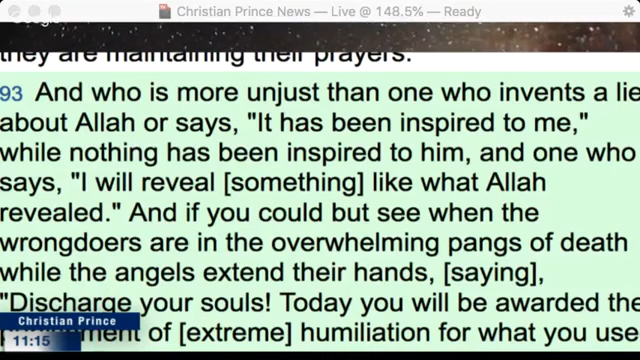 Christian Prince News — Live @ 148.5% — Ready
they are maintaining their prayers.
93 And who is more unjust than one who invents a lie
about Allah or says, "It has been inspired to me,"
while nothing has been inspired to him, and one who
says, "I will reveal [something] like what Allah
revealed." And if you could but see when the
wrongdoers are in the overwhelming pangs of death
while the angels extend their hands, [saying],
"Discharge your souls! Today you will be awarded the
Christian Prince
of [extreme] humiliation for what you use
11:15